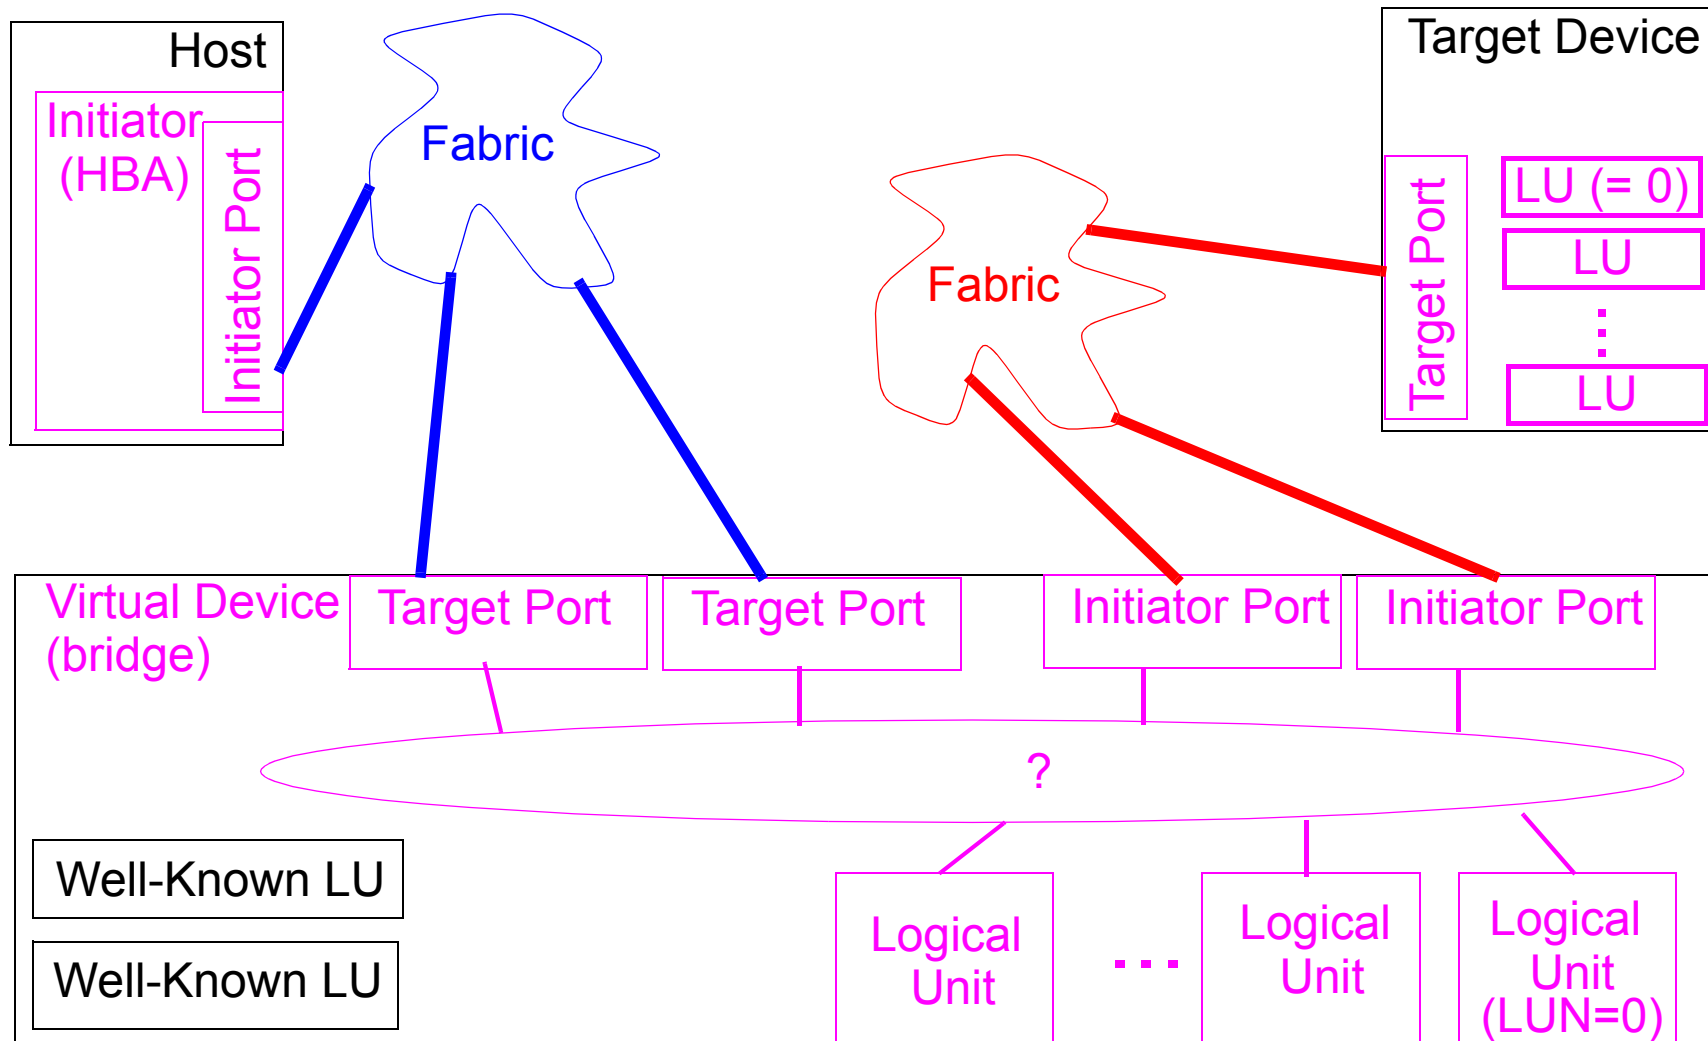 Host
Initiator
(HBA)
Initiator Port
Fabric
Fabric
Target Device
Target Port
LU (= 0)
LU
LU
Virtual Device
(bridge)
Target Port
Target Port
Initiator Port
Initiator Port
?
Well-Known LU
Well-Known LU
Logical
Unit
Logical
Unit
Logical
Unit
(LUN=0)